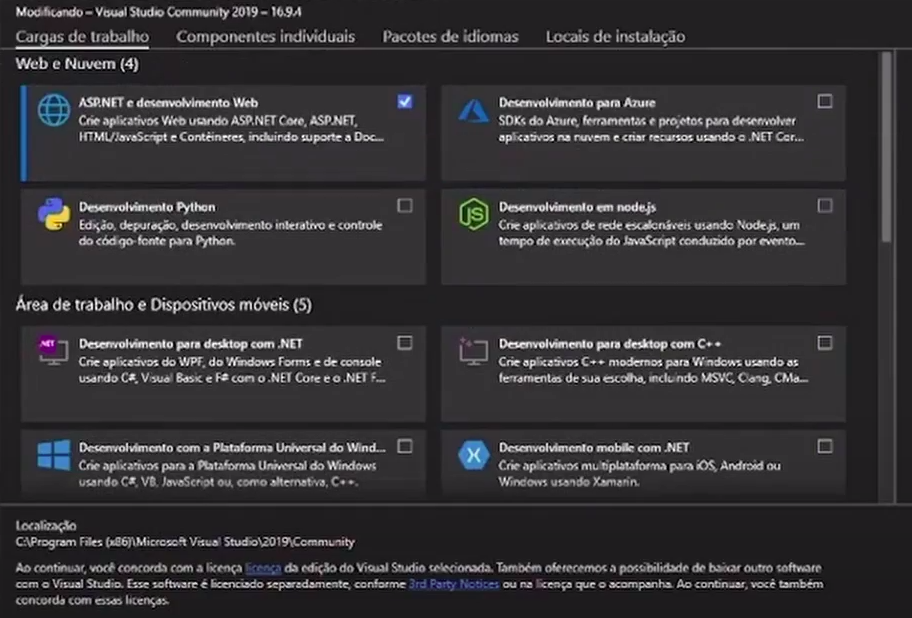 Modificando – Visual Studio Community 2019 – 16.9.4
Cargas de trabalho Componentes individuais Pacotes de idiomas Locais de instalação
Web e Nuvem (4)
ASP.NET e desenvolvimento Web
Crie aplicativos Web usando ASP.NET Core, ASP.NET,
HTML/JavaScript e Contêineres, incluindo suporte a Doc...
Desenvolvimento para Azure
SDKs do Azure, ferramentas e projetos para desenvolver
aplicativos na nuvem e criar recursos usando o .NET Cor...
Desenvolvimento Python
Edição, depuração, desenvolvimento interativo e controle
do código-fonte para Python.
JS
Desenvolvimento em node.js
Crie aplicativos de rede escalonáveis usando Node.js, um
tempo de execução do JavaScript conduzido por evento...
Área de trabalho e Dispositivos móveis (5)
.NET
Desenvolvimento para desktop com .NET
Crie aplicativos do WPF, do Windows Forms e de console
usando C#, Visual Basic e F# com o .NET Core e o .NET F...
Desenvolvimento para desktop com C++
Crie aplicativos C++ modernos para Windows usando as
ferramentas de sua escolha, incluindo MSVC, Clang, CMa...
Desenvolvimento com a Plataforma Universal do Wind...
Crie aplicativos para a Plataforma Universal do Windows
usando C#, VB, JavaScript ou, como alternativa, C++.
Desenvolvimento mobile com .NET
Crie aplicativos multiplataforma para iOS, Android ou
Windows usando Xamarin.
Localização
C:\Program Files (x86)\Microsoft Visual Studio\2019\Community
Ao continuar, você concorda com a licença licença da edição do Visual Studio selecionada. Também oferecemos a possibilidade de baixar outro software
com o Visual Studio. Esse software é licenciado separadamente, conforme 3rd Party Notices ou na licença que o acompanha. Ao continuar, você também
concorda com essas licenças.